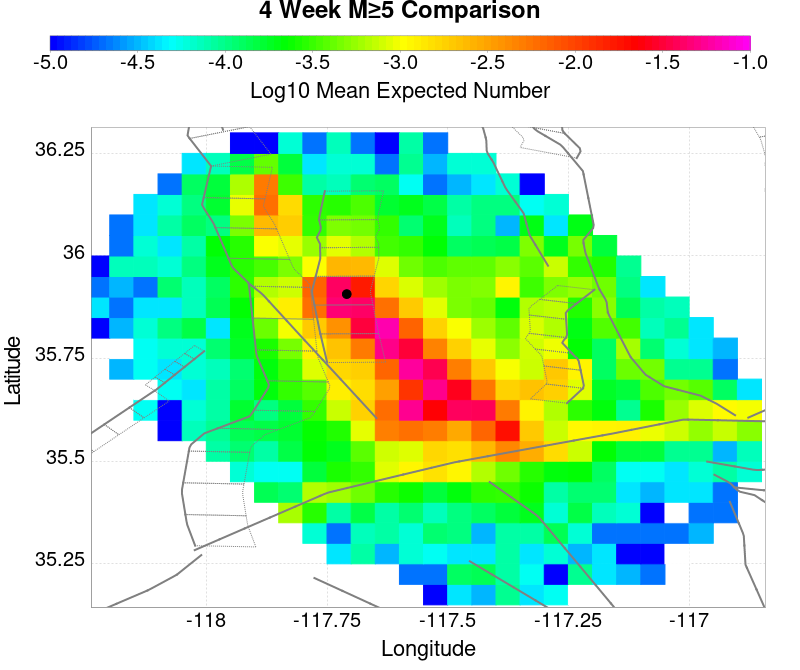 4 Week M≥5 Comparison
-5.0 -4.5 -4.0 -3.5 -3.0 -2.5 -2.0 -1.5 -1.0
Log10 Mean Expected Number
36.25
36
35.75
35.5
35.25
Latitude
-118 -117.75 -117.5 -117.25 -117
Longitude